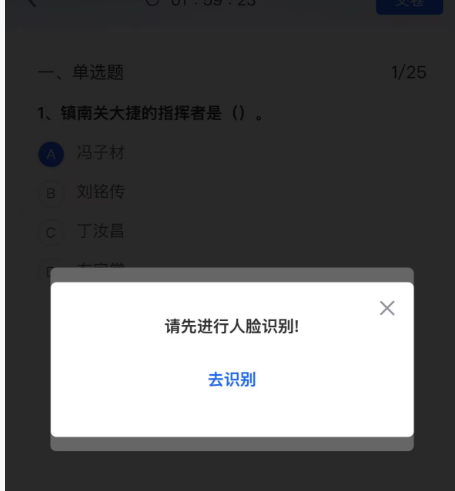 01 : 59 : 23
交卷
一、单选题
1/25
1、镇南关大捷的指挥者是（）。
A 冯子材
B 刘铭传
C 丁汝昌
请先进行人脸识别!
去识别